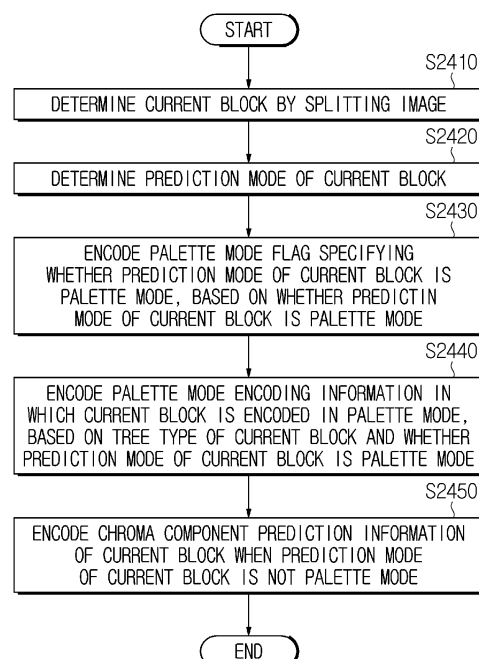 START
S2410
DETERMINE CURRENT BLOCK BY SPLITTING IMAGE
S2420
DETERMINE PREDICTION MODE OF CURRENT BLOCK
S2430
ENCODE PALETTE MODE FLAG SPECIFYING
WHETHER PREDICTION MODE OF CURRENT BLOCK IS
PALETTE MODE, BASED ON WHETHER PREDICTIN
MODE OF CURRENT BLOCK IS PALETTE MODE
S2440
ENCODE PALETTE MODE ENCODING INFORMATION IN
WHICH CURRENT BLOCK IS ENCODED IN PALETTE MODE,
BASED ON TREE TYPE OF CURRENT BLOCK AND WHETHER
PREDICTION MODE OF CURRENT BLOCK IS PALETTE MODE
S2450
ENCODE CHROMA COMPONENT PREDICTION INFORMATION
OF CURRENT BLOCK WHEN PREDICTION MODE
OF CURRENT BLOCK IS NOT PALETTE MODE
END